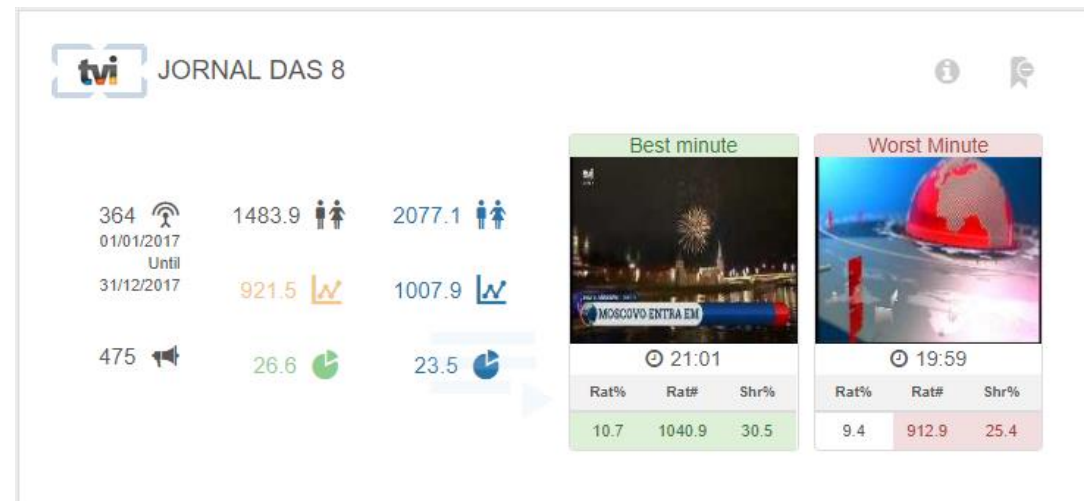 tvi JORNAL DAS 8
364
01/01/2017
Until
31/12/2017
1483.9
2077.1
921.5
1007.9
475
26.6
23.5
Best minute
tvi
MOSCOVO ENTRA EM
21:01
Rat% Rat# Shr%
10.7 1040.9 30.5
Worst Minute
19:59
Rat% Rat# Shr%
9.4 912.9 25.4